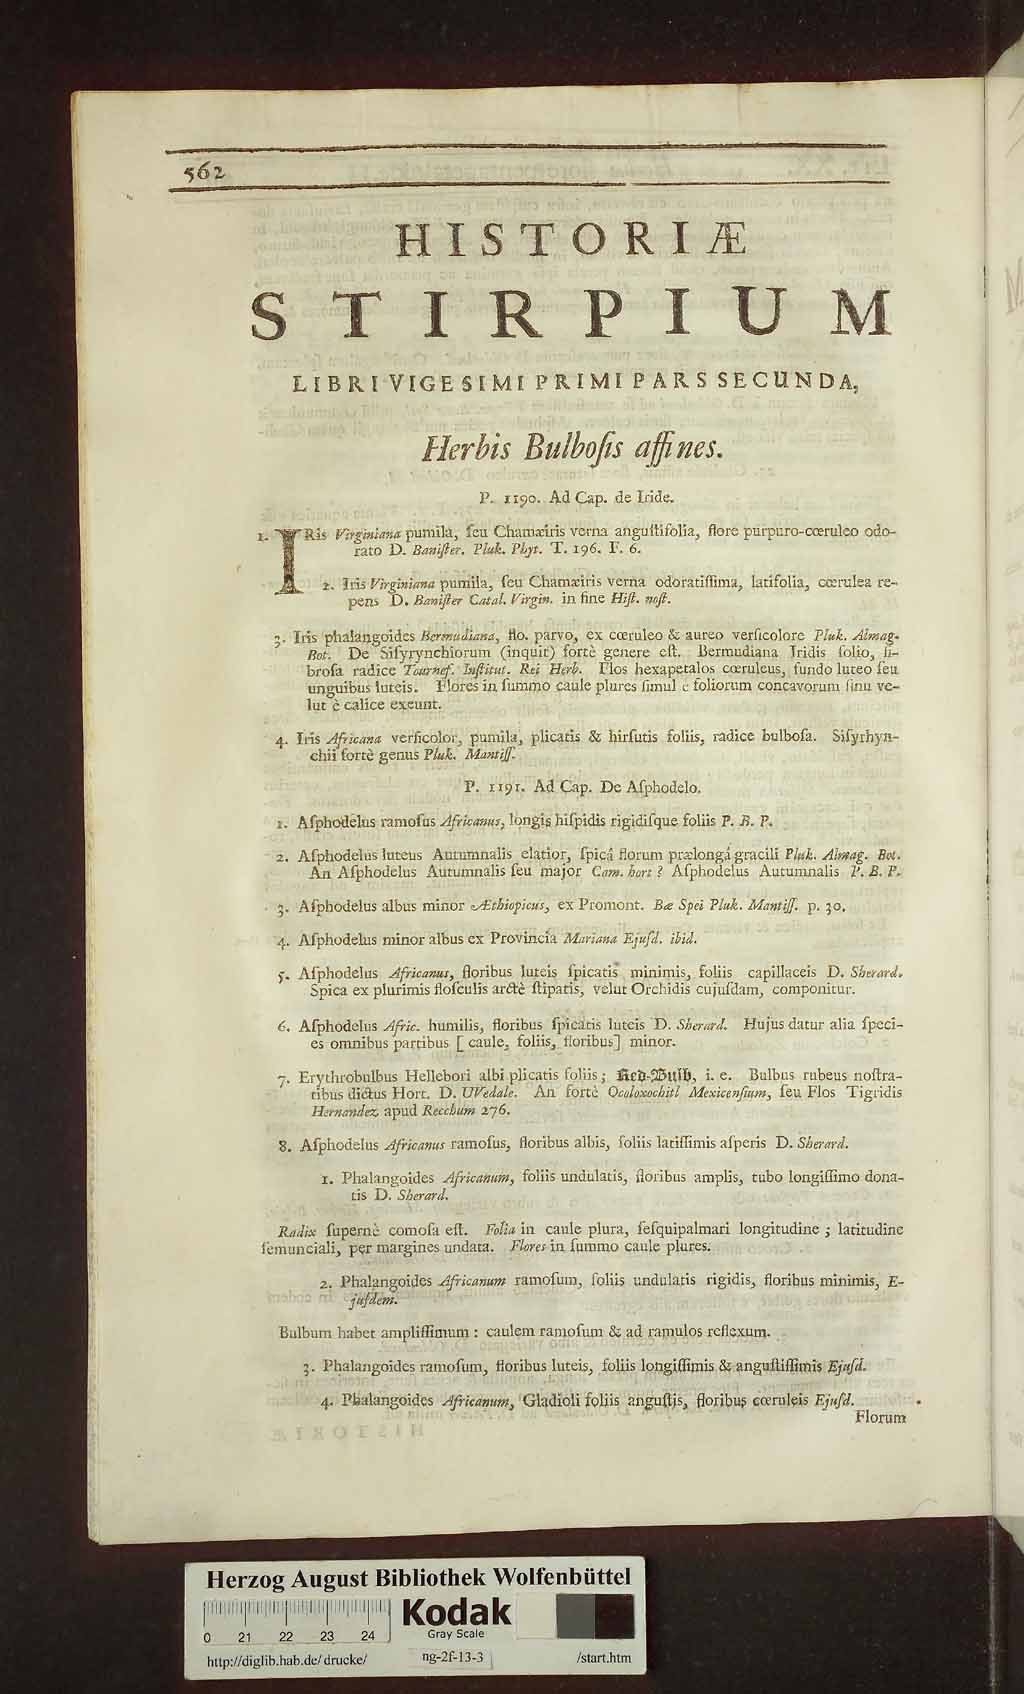 562
HISTORIÆ
STIRPIUM
LIBRI VIGESIMI PRIMI PARS SECUNDA,
Herbis Bulboſis affines.
P. 1190. Ad Cap. de Iride.
1. IRis Virginiana pumila, ſeu Chamæiris verna anguſtifolia, flore purpuro-cœruleo odo-
rato D. Baniſter. Pluk. Phyt. T. 196. F. 6.
2. Iris Virginiana pumila, ſeu Chamæiris verna odoratiſſima, latifolia, cœrulea re-
pens D. Baniſter Catal. Virgin. in fine Hiſt. noſt.
3. Iris phalangoides Bermudiana, flo. parvo, ex cœruleo & aureo verſicolore Pluk. Almag.
Bot. De Siſyrynchiorum (inquit) fortè genere eſt. Bermudiana Iridis folio, fi-
broſa radice Tournef. Inſtitut. Rei Herb. Flos hexapetalos cœruleus, fundo luteo ſeu
unguibus luteis. Flores in ſummo caule plures ſimul è foliorum concavorum ſinu ve-
lut è calice exeunt.
4. Iris Africana verſicolor, pumila, plicatis & hirſutis foliis, radice bulboſa. Siſyrhyn-
chii fortè genus Pluk. Mantiſſ.
P. 1191. Ad Cap. De Aſphodelo.
1. Aſphodelus ramoſus Africanus, longis hiſpidis rigidiſque foliis P. B. P.
2. Aſphodelus luteus Autumnalis elatior, ſpicâ florum prælongâ gracili Pluk. Almag. Bot.
An Aſphodelus Autumnalis ſeu major Cam. hort? Aſphodelus Autumnalis P. B. P.
3. Aſphodelus albus minor Æthiopicus, ex Promont. Bæ Spei Pluk. Mantiſſ. p. 30.
4. Aſphodelus minor albus ex Provincia Mariana Ejuſd. ibid.
5. Aſphodelus Africanus, floribus luteis ſpicatis minimis, foliis capillaceis D. Sherard.
Spica ex plurimis floſculis arctè ſtipatis, velut Orchidis cujuſdam, componitur.
6. Aſphodelus Afric. humilis, floribus ſpicatis luteis D. Sherard. Hujus datur alia ſpeci-
es omnibus partibus [ caule, foliis, floribus] minor.
7. Erythrobulbus Hellebori albi plicatis foliis; Red-Bulb, i. e. Bulbus rubeus noſtra-
tibus dictus Hort. D. UVedale. An fortè Ocoloxochitl Mexicenſium, ſeu Flos Tigridis
Hernandez apud Recchum 276.
8. Aſphodelus Africanus ramoſus, floribus albis, foliis latiſſimis aſperis D. Sherard.
1. Phalangoides Africanum, foliis undulatis, floribus amplis, tubo longiſſimo dona-
tis D. Sherard.
Radix ſupernè comoſa eſt. Folia in caule plura, ſeſquipalmari longitudine; latitudine
ſemunciali, per margines undata. Flores in ſummo caule plures.
2. Phalangoides Africanum ramoſum, foliis undulatis rigidis, floribus minimis, E-
juſdem.
Bulbum habet ampliſſimum: caulem ramoſum & ad ramulos reflexum.
3. Phalangoides ramoſum, floribus luteis, foliis longiſſimis & anguſtiſſimis Ejuſd.
4. Phalangoides Africanum, Gladioli foliis anguſtis, floribus cœruleis Ejuſd.
Florum
Herzog August Bibliothek Wolfenbüttel
0 21 22 23 24
Kodak
Gray Scale
http://diglib.hab.de/drucke/ ng-2f-13-3 /start.htm